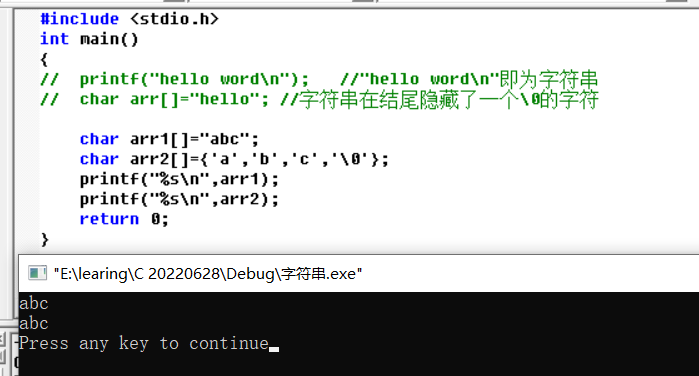 #include <stdio.h>
int main()
{
//  printf("hello word\n");   //"hello word\n"即为字符串
//  char arr[]="hello"; //字符串在结尾隐藏了一个\0的字符
    char arr1[]="abc";
    char arr2[]={'a','b','c','\0'};
    printf("%s\n",arr1);
    printf("%s\n",arr2);
    return 0;
}
"E:\learing\C 20220628\Debug\字符串.exe"
abc
abc
Press any key to continue